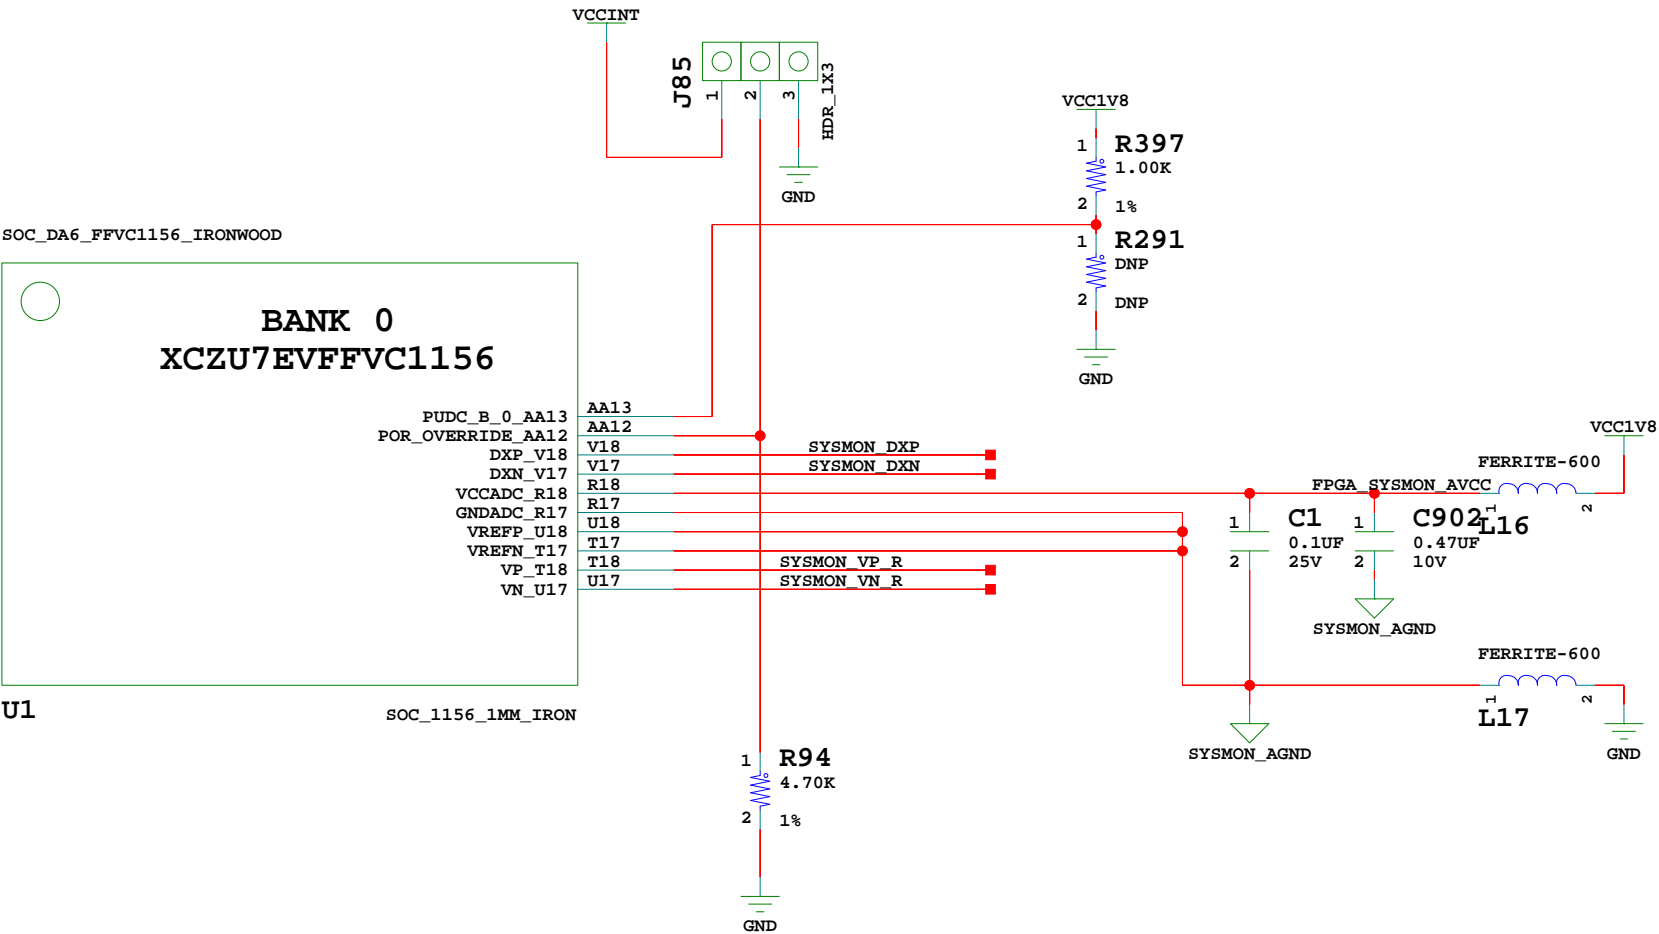 VCCINT
J85
1
2
3
HDR_1X3
GND
VCC1V8
1
R397
1.00K
2
1%
1
R291
DNP
2
DNP
GND
SOC_DA6_FFVC1156_IRONWOOD
BANK 0
XCZU7EVFFVC1156
PUDC_B_0_AA13
AA13
POR_OVERRIDE_AA12
AA12
DXP_V18
V18
SYSMON_DXP
DXN_V17
V17
SYSMON_DXN
VCCADC_R18
R18
GNDADC_R17
R17
VREFP_U18
U18
VREFN_T17
T17
VP_T18
T18
SYSMON_VP_R
VN_U17
U17
SYSMON_VN_R
U1
SOC_1156_1MM_IRON
VCC1V8
FERRITE-600
FPGA_SYSMON_AVCC
1
2
L16
1
C1
0.1UF
2
25V
1
C902
0.47UF
2
10V
SYSMON_AGND
FERRITE-600
1
2
L17
SYSMON_AGND
GND
1
R94
4.70K
2
1%
GND